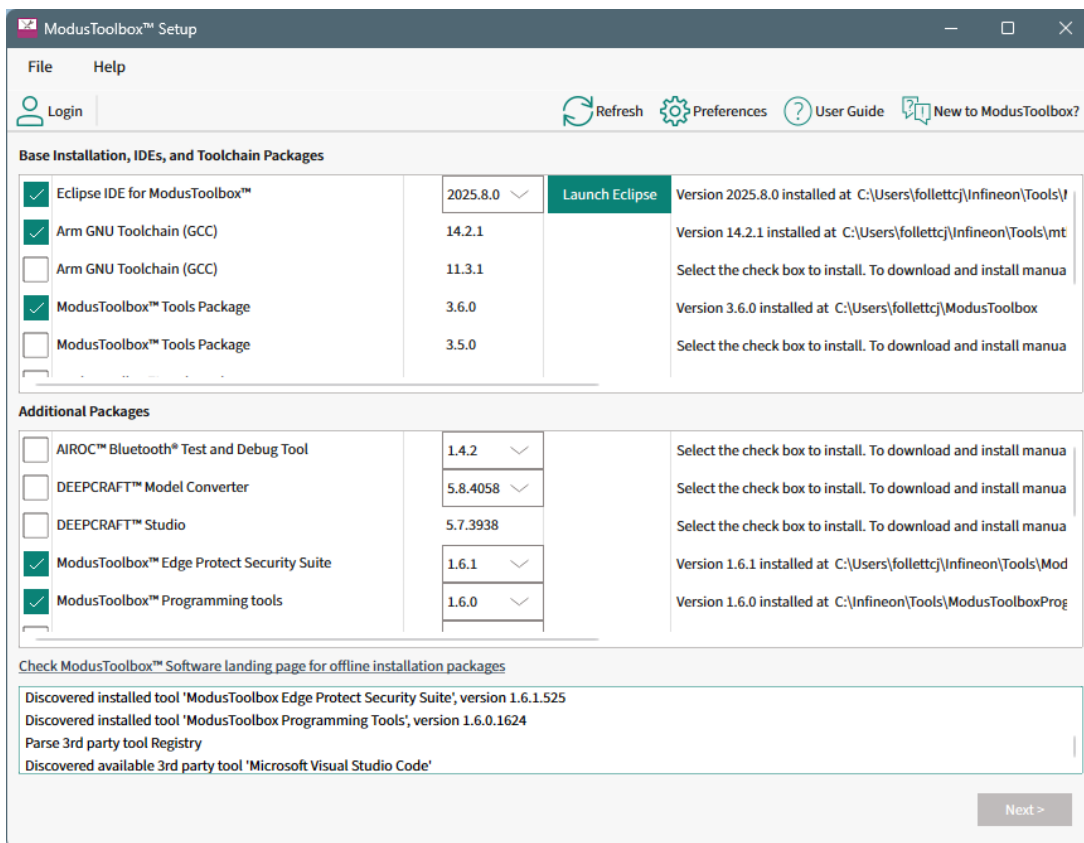 ModusToolbox™ Setup
File Help
Login Refresh Preferences User Guide New to ModusToolbox?
Base Installation, IDEs, and Toolchain Packages
Eclipse IDE for ModusToolbox™ 2025.8.0 Launch Eclipse Version 2025.8.0 installed at C:\Users\follettcj\Infineon\Tools\
Arm GNU Toolchain (GCC) 14.2.1 Version 14.2.1 installed at C:\Users\follettcj\Infineon\Tools\mt
Arm GNU Toolchain (GCC) 11.3.1 Select the check box to install. To download and install manua
ModusToolbox™ Tools Package 3.6.0 Version 3.6.0 installed at C:\Users\follettcj\ModusToolbox
ModusToolbox™ Tools Package 3.5.0 Select the check box to install. To download and install manua
Additional Packages
AIROC™ Bluetooth® Test and Debug Tool 1.4.2 Select the check box to install. To download and install manua
DEEPCRAFT™ Model Converter 5.8.4058 Select the check box to install. To download and install manua
DEEPCRAFT™ Studio 5.7.3938 Select the check box to install. To download and install manua
ModusToolbox™ Edge Protect Security Suite 1.6.1 Version 1.6.1 installed at C:\Users\follettcj\Infineon\Tools\Mod
ModusToolbox™ Programming tools 1.6.0 Version 1.6.0 installed at C:\Infineon\Tools\ModusToolboxProg
Check ModusToolbox™ Software landing page for offline installation packages
Discovered installed tool 'ModusToolbox Edge Protect Security Suite', version 1.6.1.525
Discovered installed tool 'ModusToolbox Programming Tools', version 1.6.0.1624
Parse 3rd party tool Registry
Discovered available 3rd party tool 'Microsoft Visual Studio Code'
Next >